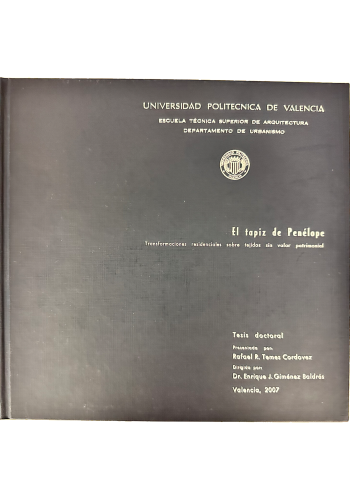 UNIVERSIDAD POLITECNICA DE VALENCIA
ESCUELA TÉCNICA SUPERIOR DE ARQUITECTURA
DEPARTAMENTO DE URBANISMO
El tapiz de Penélope
Transformaciones residenciales sobre tejidos sin valor patrimonial
Tesis doctoral
Presentada por:
Rafael R. Temes Cordovez
Dirigida por:
Dr. Enrique J. Giménez Baldrés
Valencia, 2007